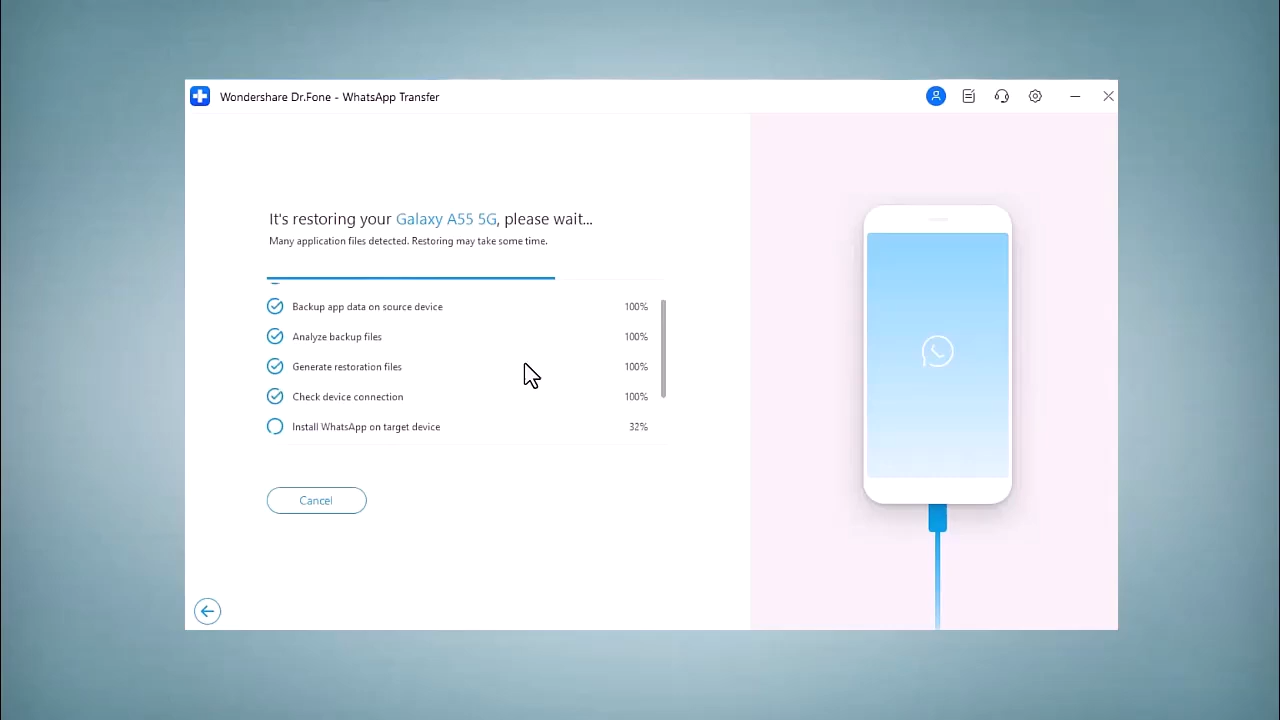 Wondershare Dr.Fone - WhatsApp Transfer
It's restoring your Galaxy A55 5G, please wait...
Many application files detected. Restoring may take some time.
Backup app data on source device 100%
Analyze backup files 100%
Generate restoration files 100%
Check device connection 100%
Install WhatsApp on target device 32%
Cancel